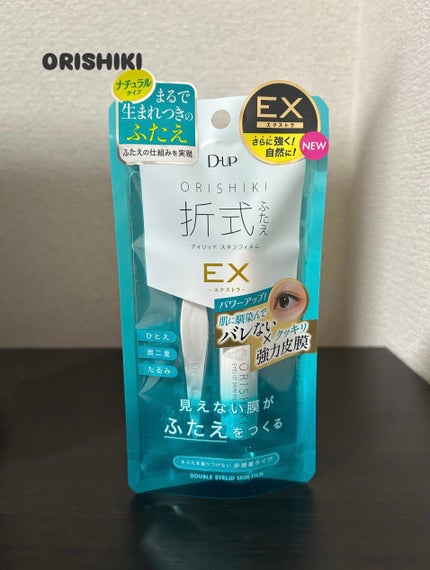 ORISHIKI
ナチュラル
タイプ
まるで
生まれつきの
ふたえ
ふたえの仕組みを実現
EX
エクストラ
さらに強く!
自然に!
NEW
D-UP
ORISHIKI
折式
ふたえ
アイリッド スキンフィルム
EX
-エクストラ-
パワーアップ!
肌に馴染んで
バレない
×
クッキリ
強力皮膜
ひとえ
奥二重
たるみ
ORISHI
見えない膜が
ふたえをつくる
DOUBLE EYELID SKIN FILM